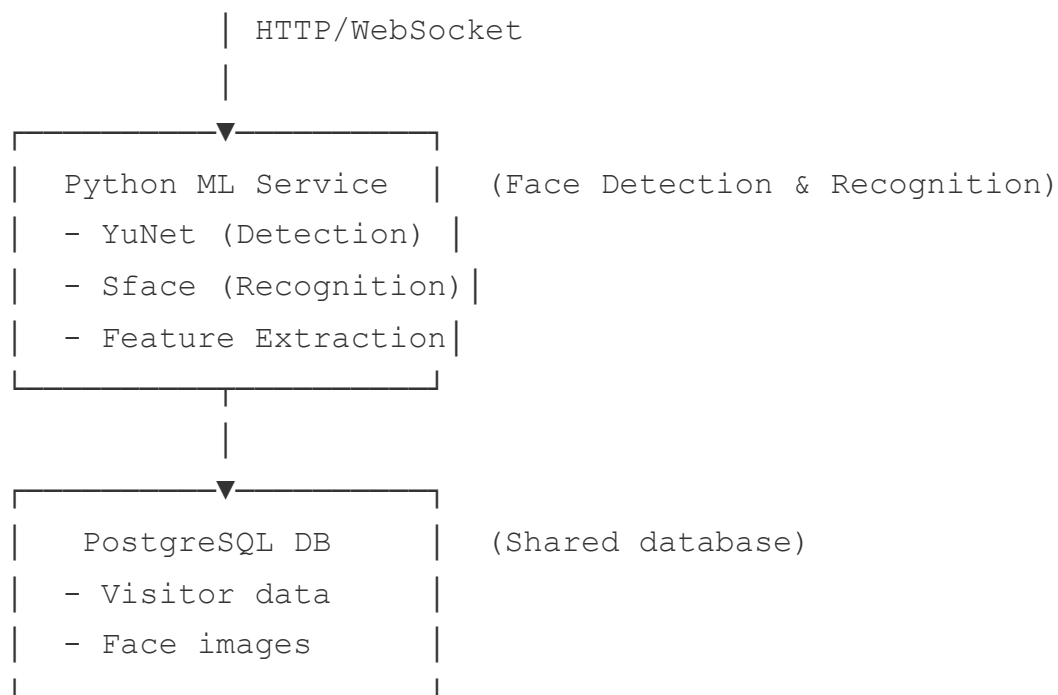 HTTP/WebSocket
Python ML Service (Face Detection & Recognition)
- YuNet (Detection)
- Sface (Recognition)
- Feature Extraction
PostgreSQL DB (Shared database)
- Visitor data
- Face images